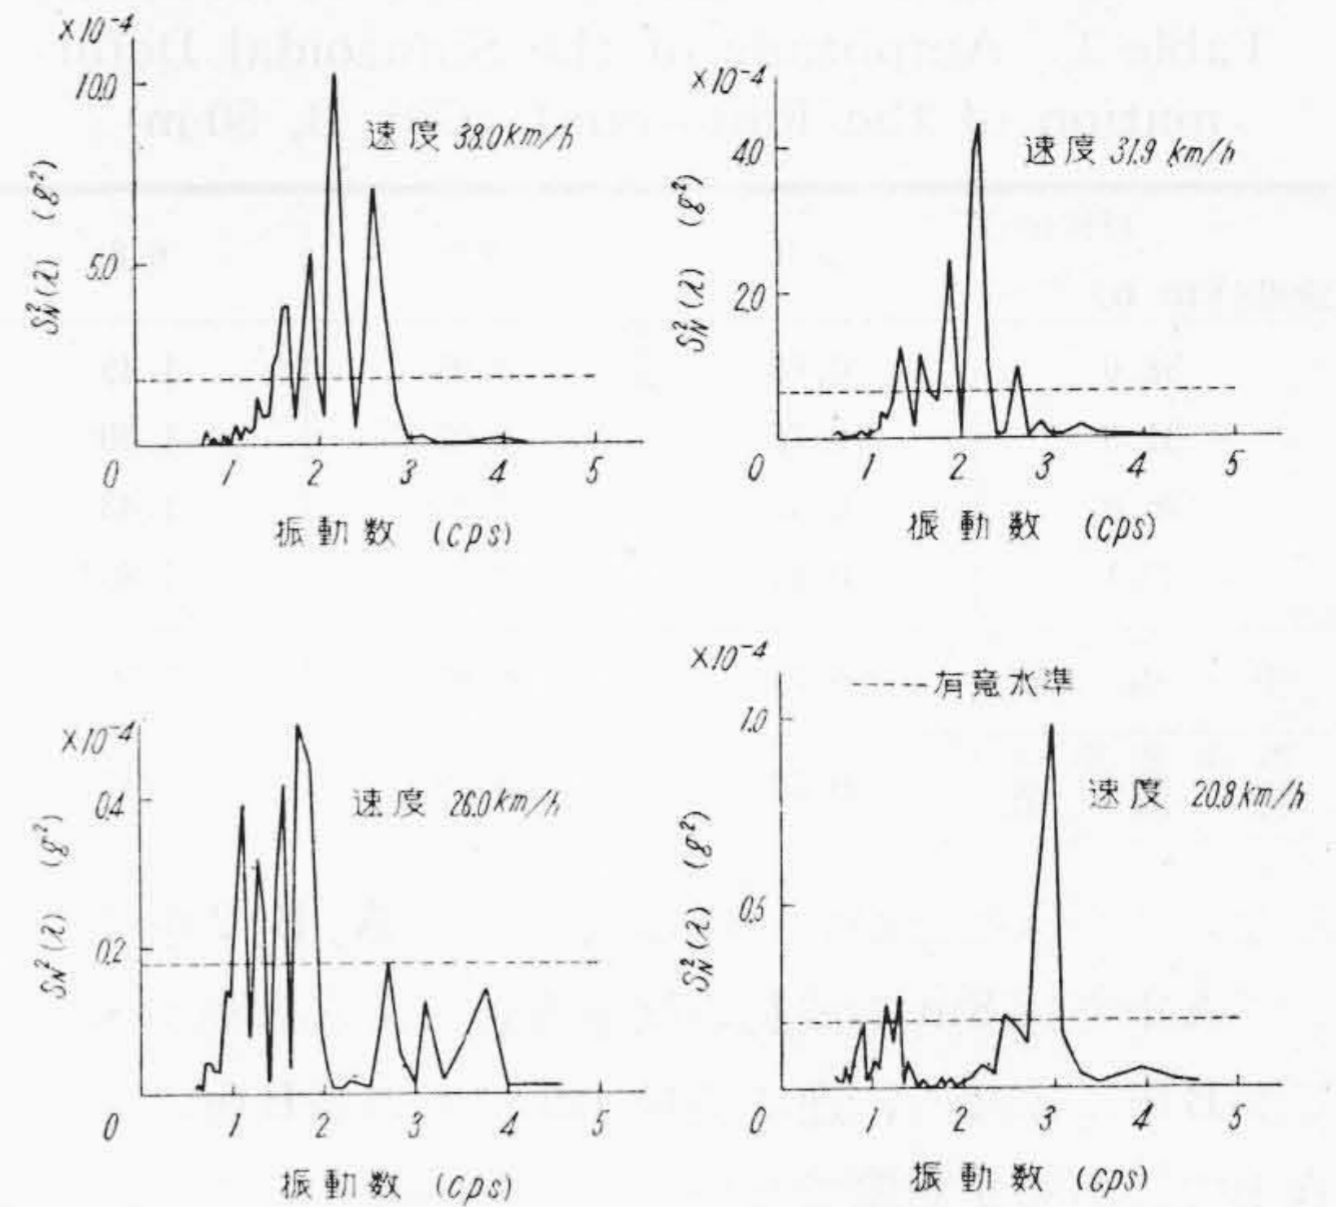 ×10⁻⁴
10.0
速度 38.0km/h
5.0
S²N(λ) (g²)
0 1 2 3 4 5
振動数 (cps)
×10⁻⁴
4.0
速度 31.9 km/h
2.0
S²N(λ) (g²)
0 1 2 3 4 5
振動数 (cps)
×10⁻⁴
0.4
速度 26.0km/h
0.2
SN²(λ) (g²)
0 1 2 3 4 5
振動数 (cps)
×10⁻⁴
-----有意水準
1.0
速度 20.8km/h
0.5
S²N(λ) (g²)
0 1 2 3 4 5
振動数 (cps)